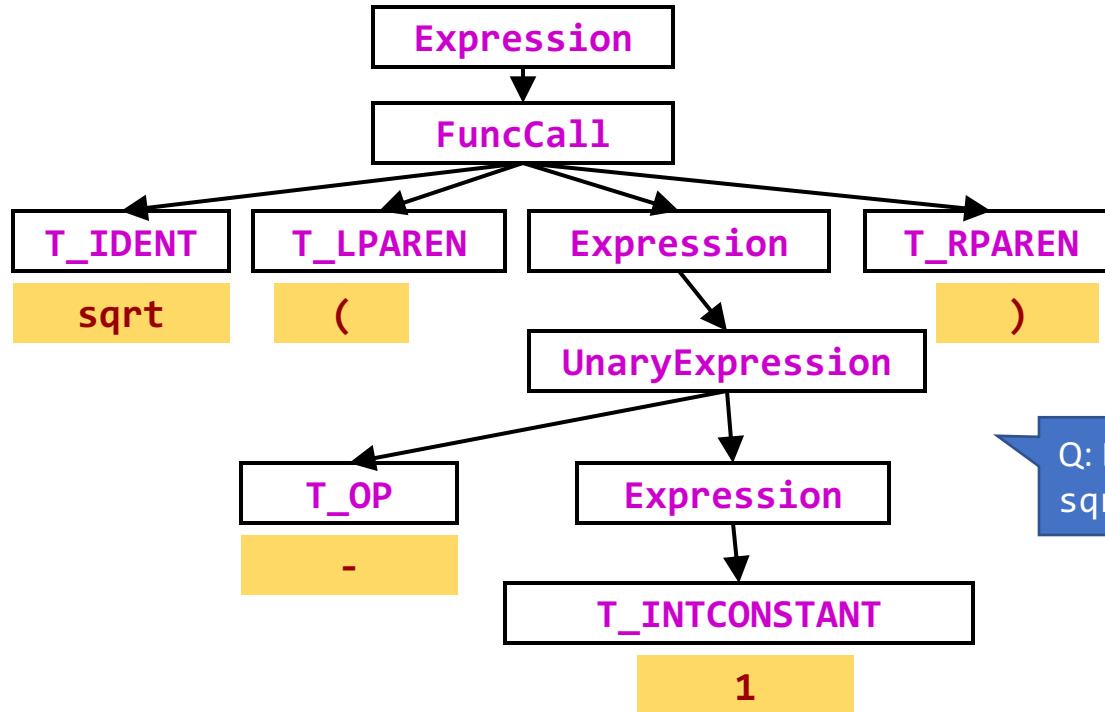 Expression
FuncCall
T_IDENT T_LPAREN Expression T_RPAREN
sqrt ( )
UnaryExpression
Q:
T_OP Expression
-
T_INTCONSTANT
1